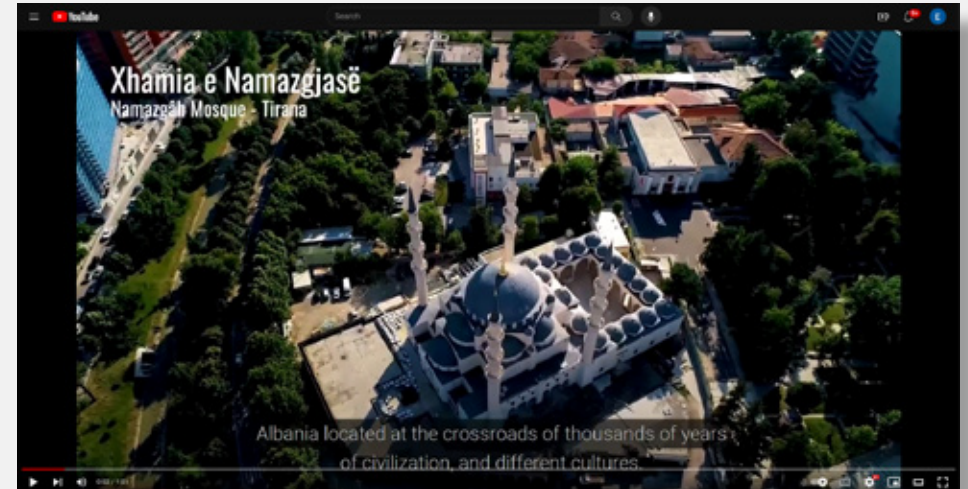 YouTube
Search
Xhamia e Namazgjasë
Namazgâh Mosque - Tirana
Albania located at the crossroads of thousands of years
of civilization, and different cultures.